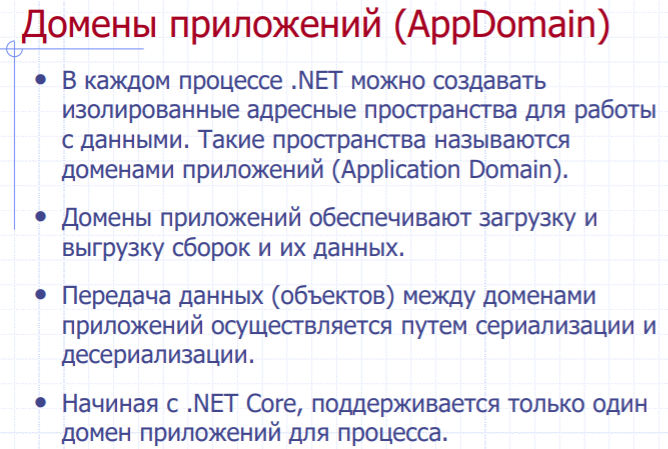 Домены приложений (AppDomain)
• В каждом процессе .NET можно создавать
изолированные адресные пространства для работы
с данными. Такие пространства называются
доменами приложений (Application Domain).
• Домены приложений обеспечивают загрузку и
выгрузку сборок и их данных.
• Передача данных (объектов) между доменами
приложений осуществляется путем сериализации и
десериализации.
• Начиная с .NET Core, поддерживается только один
домен приложений для процесса.